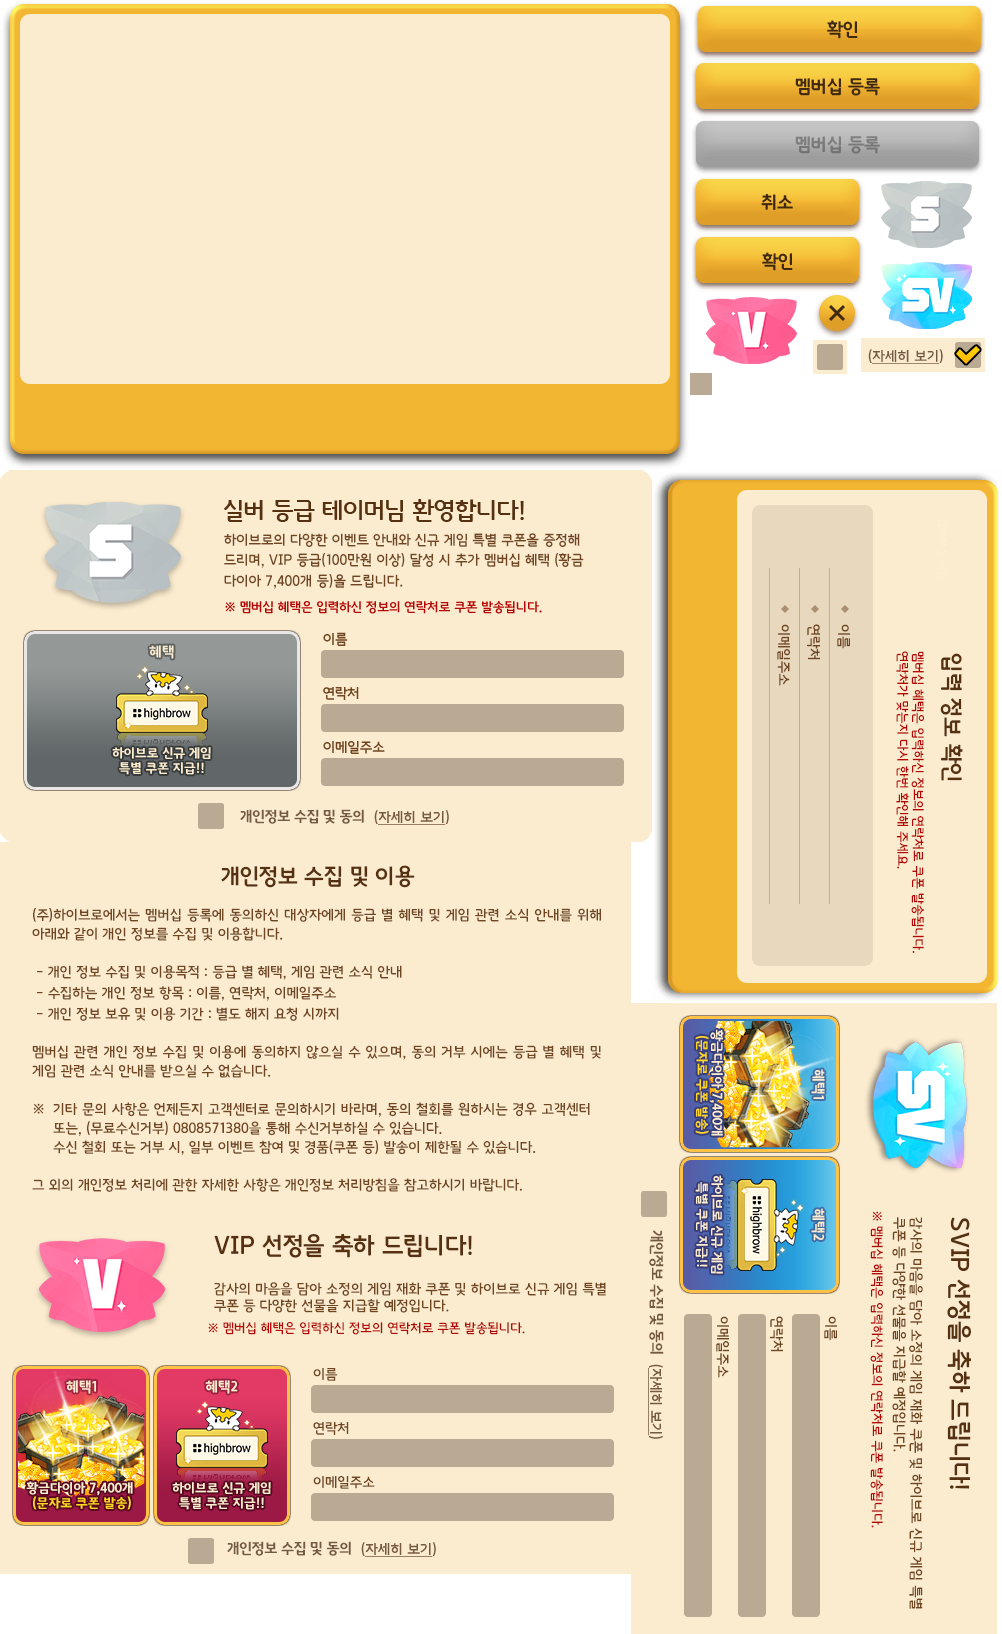 확인
멤버십 등록
멤버십 등록
취소
S
확인
SV
V
(자세히 보기)
실버 등급 테이머님 환영합니다!
S
하이브로의 다양한 이벤트 안내와 신규 게임 특별 쿠폰을 증정해
드리며, VIP 등급(100만원 이상) 달성 시 추가 멤버십 혜택 (황금
다이아 7,400개 등)을 드립니다.
※ 멤버십 혜택은 입력하신 정보의 연락처로 쿠폰 발송됩니다.
혜택
highbrow
하이브로 신규 게임
특별 쿠폰 지급!!
이름
연락처
이메일주소
개인정보 수집 및 동의 (자세히 보기)
입력 정보 확인
멤버십 혜택은 입력하신 정보의 연락처로 쿠폰 발송됩니다.
연락처가 맞는지 다시 한번 확인해 주세요.
이름
연락처
이메일주소
개인정보 수집 및 이용
(주)하이브로에서는 멤버십 등록에 동의하신 대상자에게 등급 별 혜택 및 게임 관련 소식 안내를 위해
아래와 같이 개인 정보를 수집 및 이용합니다.
- 개인 정보 수집 및 이용목적 : 등급 별 혜택, 게임 관련 소식 안내
- 수집하는 개인 정보 항목 : 이름, 연락처, 이메일주소
- 개인 정보 보유 및 이용 기간 : 별도 해지 요청 시까지
멤버십 관련 개인 정보 수집 및 이용에 동의하지 않으실 수 있으며, 동의 거부 시에는 등급 별 혜택 및
게임 관련 소식 안내를 받으실 수 없습니다.
※ 기타 문의 사항은 언제든지 고객센터로 문의하시기 바라며, 동의 철회를 원하시는 경우 고객센터
또는, (무료수신거부) 0808571380을 통해 수신거부하실 수 있습니다.
수신 철회 또는 거부 시, 일부 이벤트 참여 및 경품(쿠폰 등) 발송이 제한될 수 있습니다.
그 외의 개인정보 처리에 관한 자세한 사항은 개인정보 처리방침을 참고하시기 바랍니다.
V
VIP 선정을 축하 드립니다!
감사의 마음을 담아 소정의 게임 재화 쿠폰 및 하이브로 신규 게임 특별
쿠폰 등 다양한 선물을 지급할 예정입니다.
※ 멤버십 혜택은 입력하신 정보의 연락처로 쿠폰 발송됩니다.
혜택1
황금다이아 7,400개
(문자로 쿠폰 발송)
혜택2
highbrow
하이브로 신규 게임
특별 쿠폰 지급!!
이름
연락처
이메일주소
개인정보 수집 및 동의 (자세히 보기)
SV
SVIP 선정을 축하 드립니다!
감사의 마음을 담아 소정의 게임 재화 쿠폰 및 하이브로 신규 게임 특별
쿠폰 등 다양한 선물을 지급할 예정입니다.
※ 멤버십 혜택은 입력하신 정보의 연락처로 쿠폰 발송됩니다.
혜택1
황금다이아 7,400개
(문자로 쿠폰 발송)
혜택2
highbrow
하이브로 신규 게임
특별 쿠폰 지급!!
이름
연락처
이메일주소
개인정보 수집 및 동의 (자세히 보기)